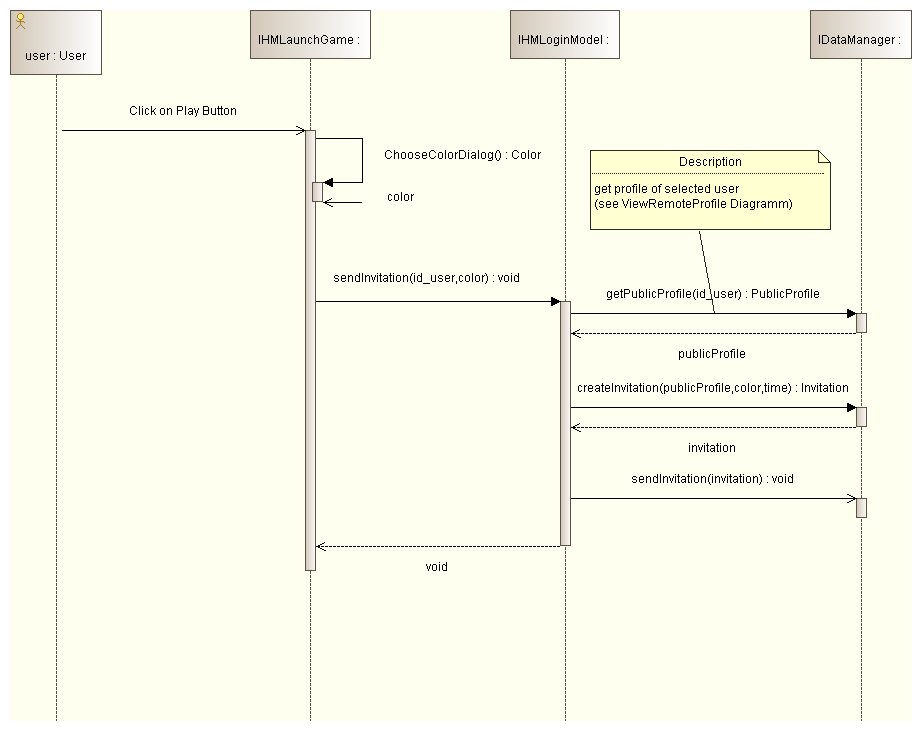 user : User
IHMLaunchGame :
IHMLoginModel :
IDataManager :
Click on Play Button
ChooseColorDialog() : Color
color
Description
get profile of selected user
(see ViewRemoteProfile Diagramm)
sendInvitation(id_user,color) : void
getPublicProfile(id_user) : PublicProfile
publicProfile
createInvitation(publicProfile,color,time) : Invitation
invitation
sendInvitation(invitation) : void
void